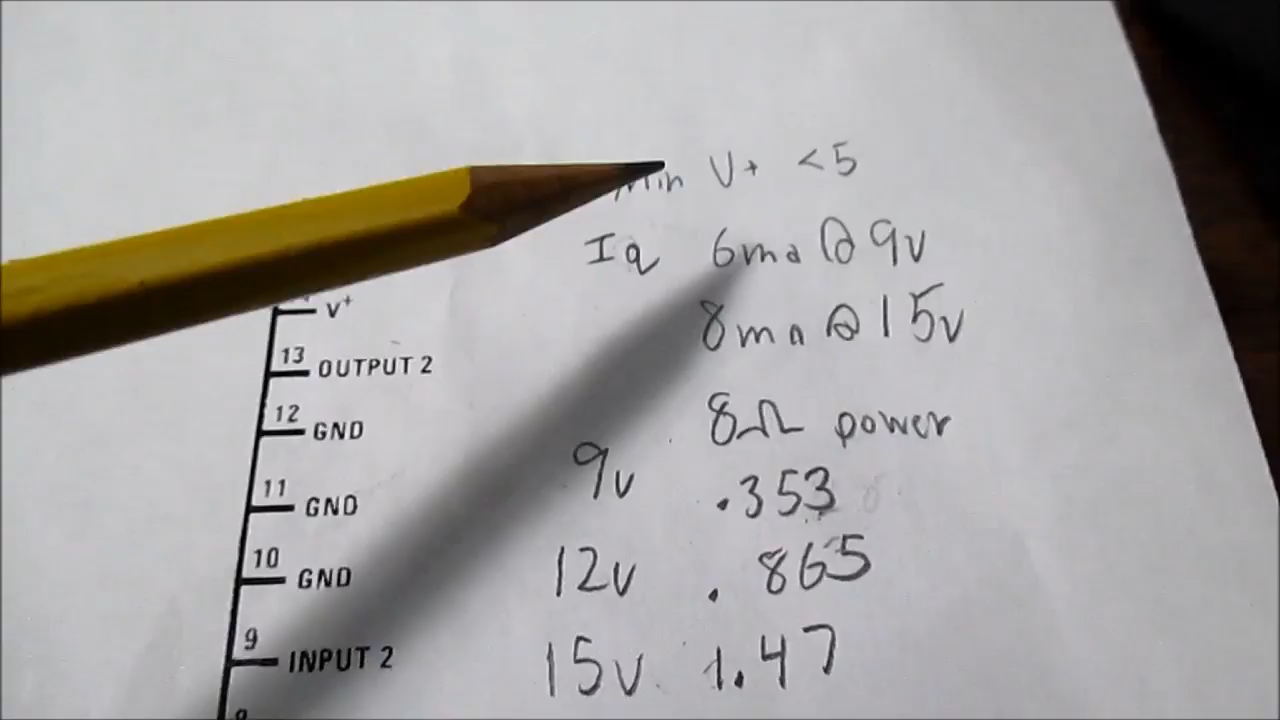 Min V+ <5
Iq 6ma @ 9v
8ma @ 15v
8Ω power
9v .353
12v .865
15v 1.47
V+
13 OUTPUT 2
12 GND
11 GND
10 GND
9 INPUT 2